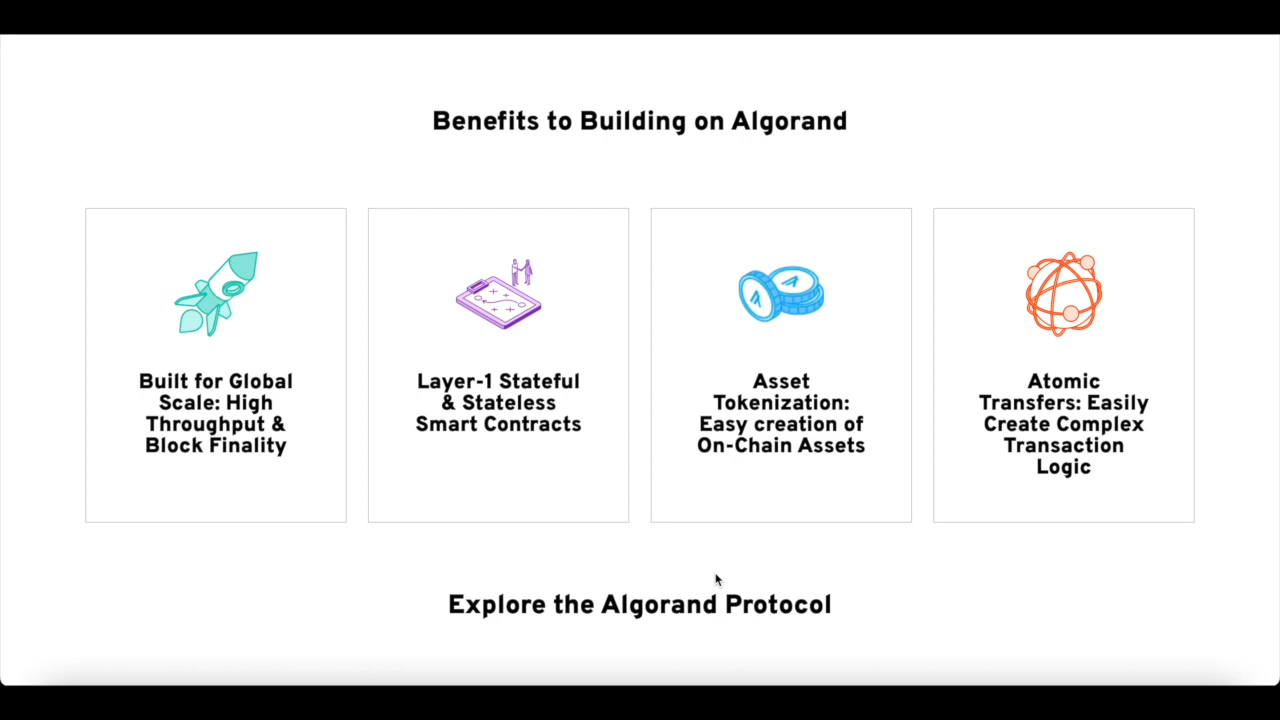 Benefits to Building on Algorand
Built for Global
Scale: High
Throughput &
Block Finality
Layer-1 Stateful
& Stateless
Smart Contracts
Asset
Tokenization:
Easy creation of
On-Chain Assets
Atomic
Transfers: Easily
Create Complex
Transaction
Logic
Explore the Algorand Protocol